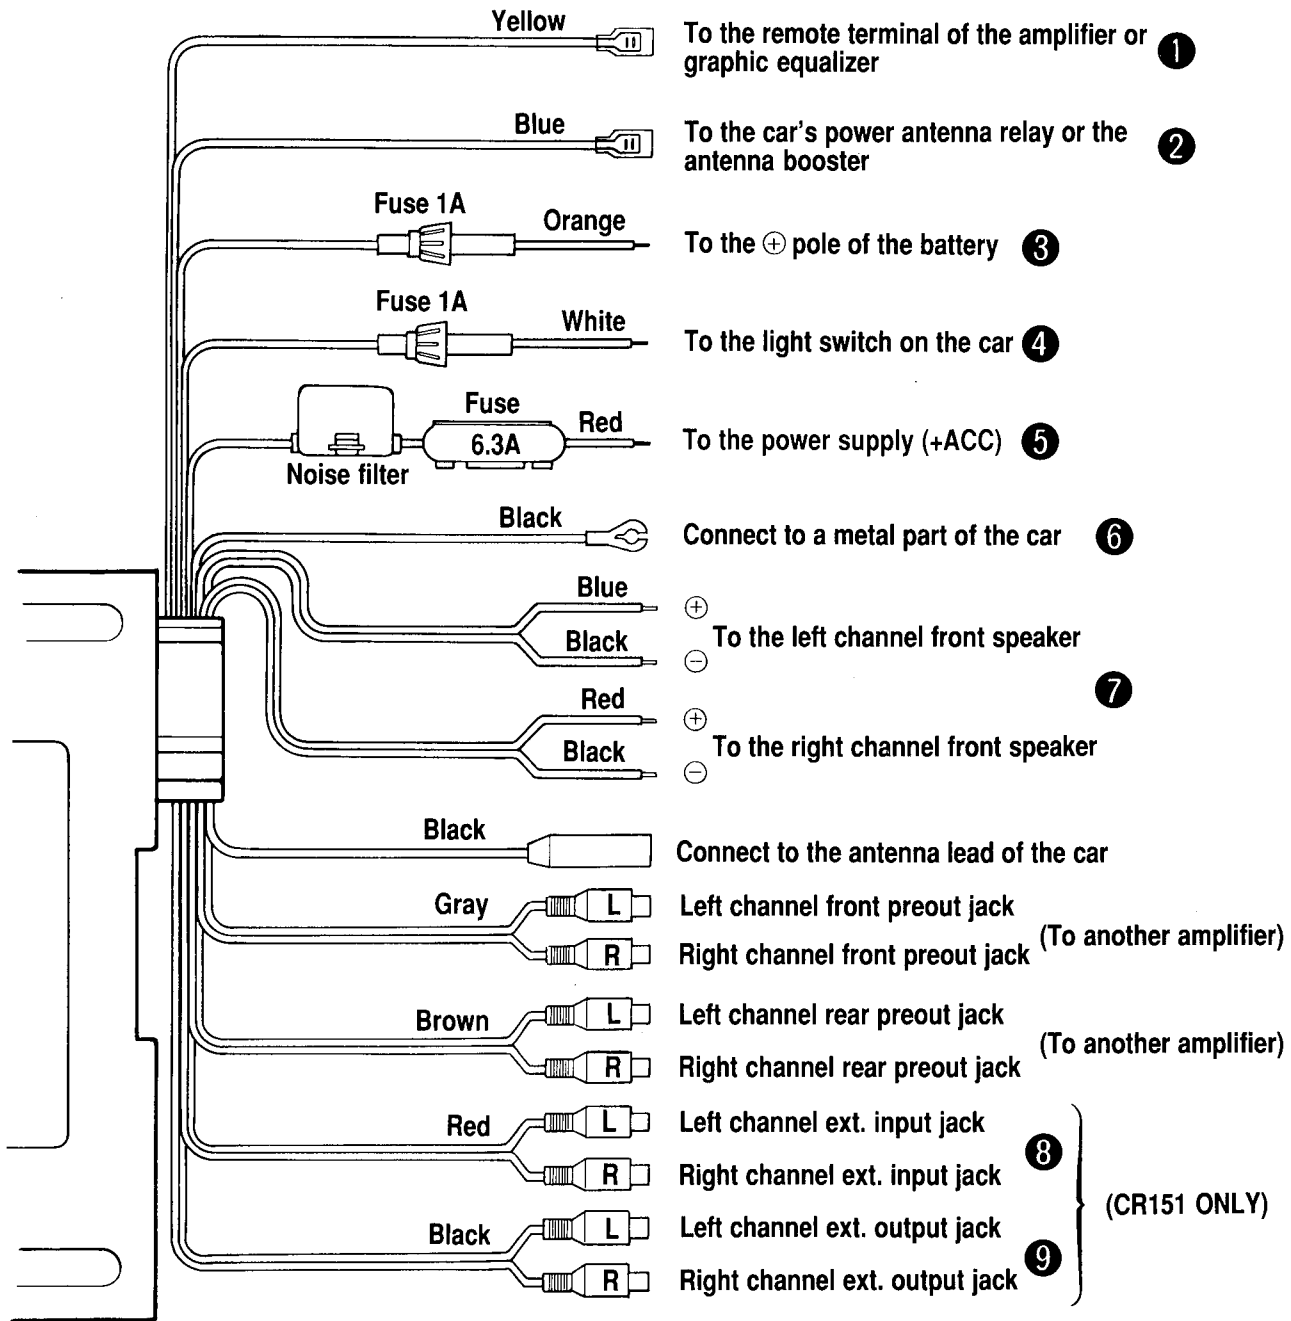 Yellow
To the remote terminal of the amplifier or
graphic equalizer
1
Blue
To the car's power antenna relay or the
antenna booster
2
Fuse 1A
Orange
To the ⊕ pole of the battery
3
Fuse 1A
White
To the light switch on the car
4
Noise filter
Fuse
6.3A
Red
To the power supply (+ACC)
5
Black
Connect to a metal part of the car
6
Blue
⊕
To the left channel front speaker
Black
⊖
7
Red
⊕
To the right channel front speaker
Black
⊖
Black
Connect to the antenna lead of the car
Gray
L
Left channel front preout jack
R
Right channel front preout jack
(To another amplifier)
Brown
L
Left channel rear preout jack
R
Right channel rear preout jack
(To another amplifier)
Red
L
Left channel ext. input jack
R
Right channel ext. input jack
8
Black
L
Left channel ext. output jack
R
Right channel ext. output jack
9
(CR151 ONLY)